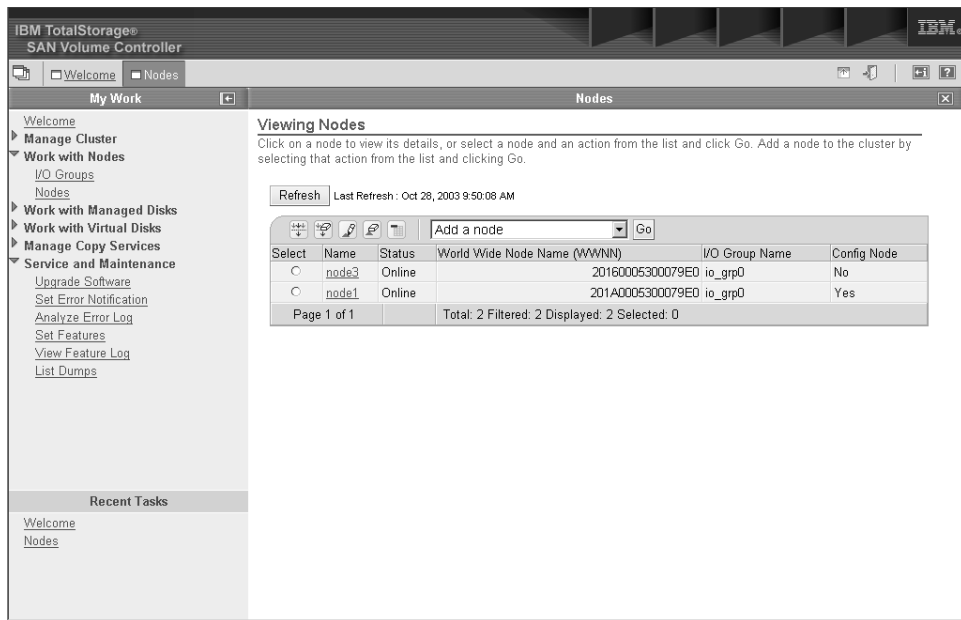 IBM TotalStorage®
SAN Volume Controller
IBM
Welcome
Nodes
My Work
Nodes
Welcome
Manage Cluster
Work with Nodes
I/O Groups
Nodes
Work with Managed Disks
Work with Virtual Disks
Manage Copy Services
Service and Maintenance
Upgrade Software
Set Error Notification
Analyze Error Log
Set Features
View Feature Log
List Dumps
Recent Tasks
Welcome
Nodes
Viewing Nodes
Click on a node to view its details, or select a node and an action from the list and click Go. Add a node to the cluster by
selecting that action from the list and clicking Go.
Refresh Last Refresh : Oct 28, 2003 9:50:08 AM
Add a node Go
Select Name Status World Wide Node Name (WWNN) I/O Group Name Config Node
node3 Online 20160005300079E0 io_grp0 No
node1 Online 201A0005300079E0 io_grp0 Yes
Page 1 of 1 Total: 2 Filtered: 2 Displayed: 2 Selected: 0